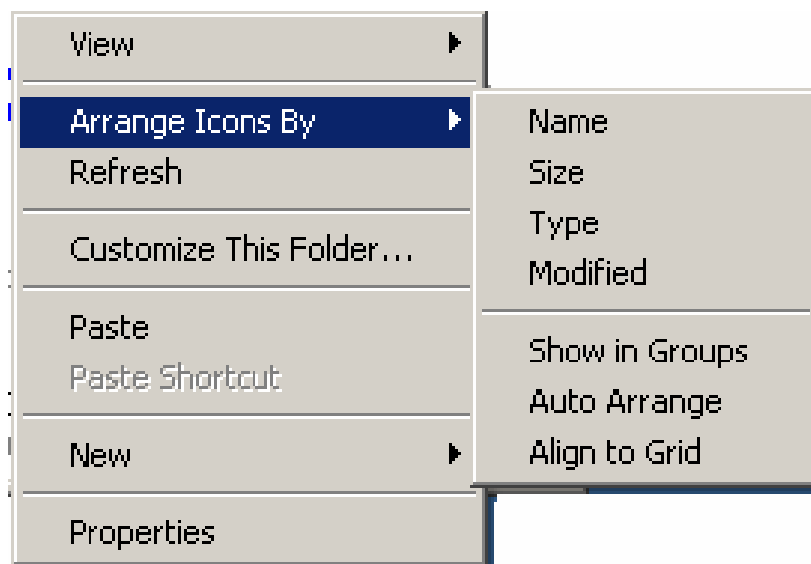 View
Arrange Icons By
Refresh
Customize This Folder...
Paste
Paste Shortcut
New
Properties
Name
Size
Type
Modified
Show in Groups
Auto Arrange
Align to Grid